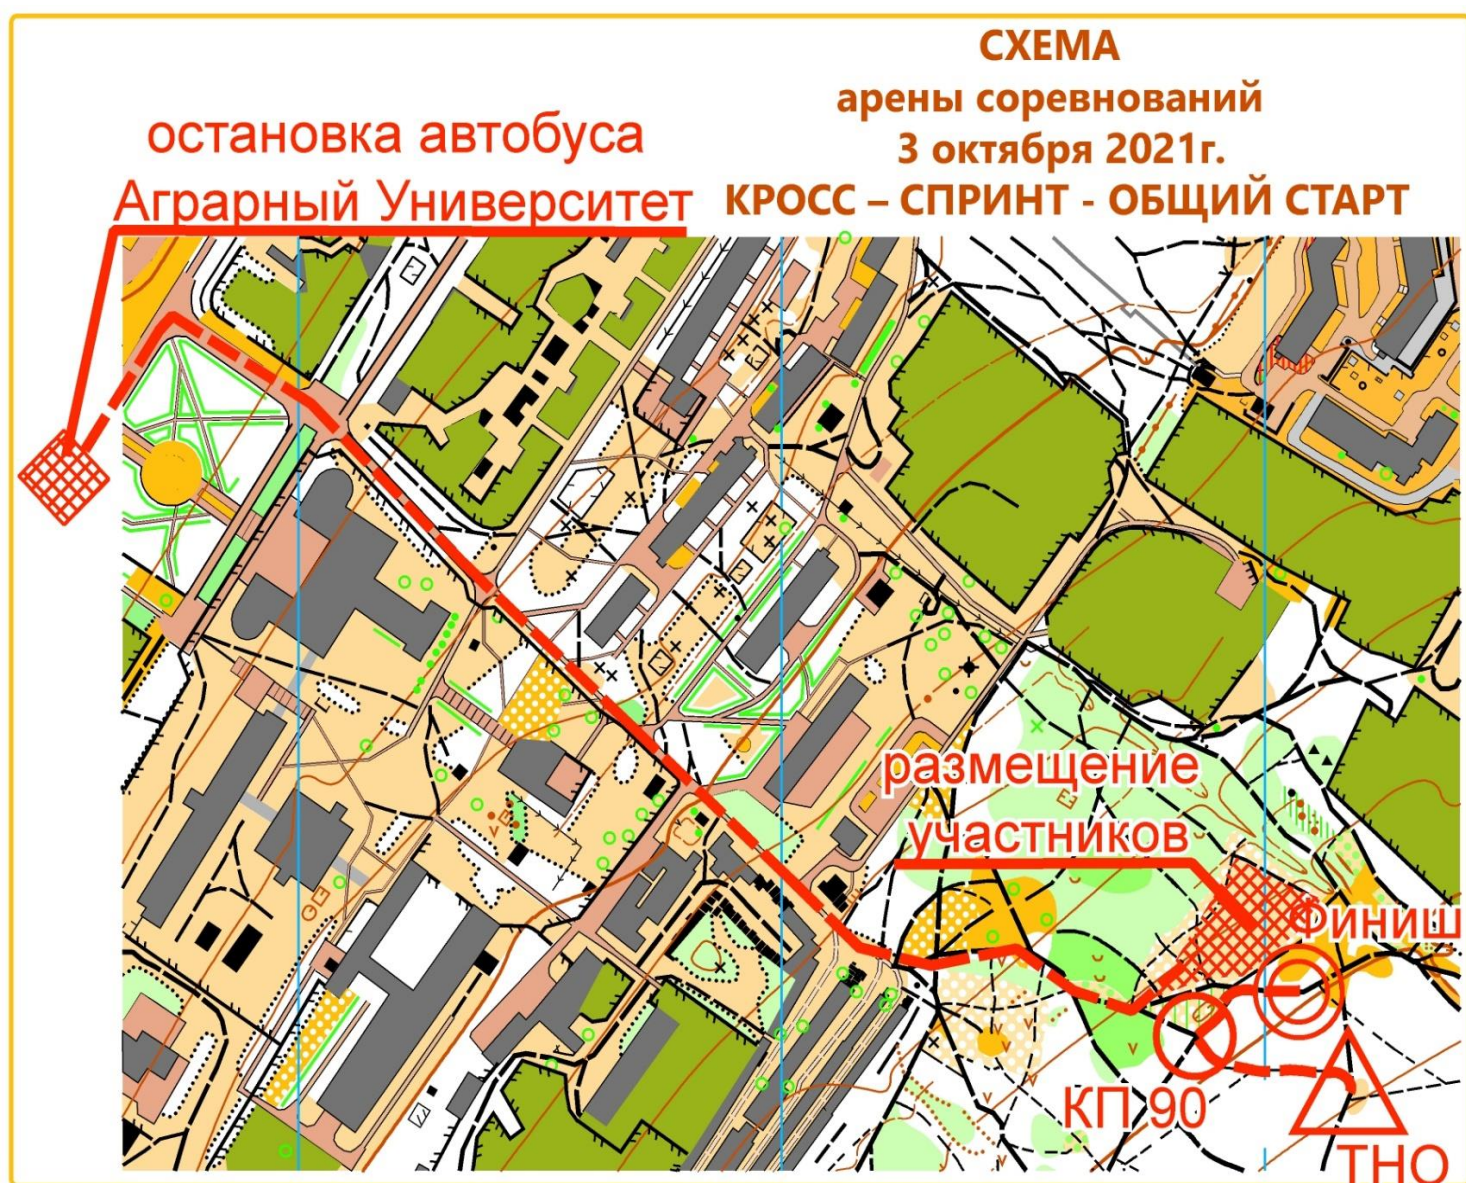 СХЕМА
арены соревнований
3 октября 2021г.
КРОСС – СПРИНТ - ОБЩИЙ СТАРТ
остановка автобуса
Аграрный Университет
размещение
участников
Финиш
КП 90
ТНО